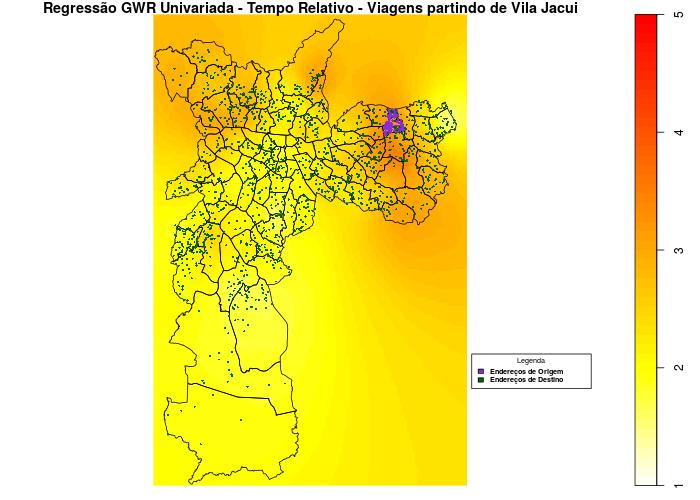 Regressão GWR Univariada - Tempo Relativo - Viagens partindo de Vila Jacui
5
4
3
2
1
Legenda
Endereços de Origem
Endereços de Destino